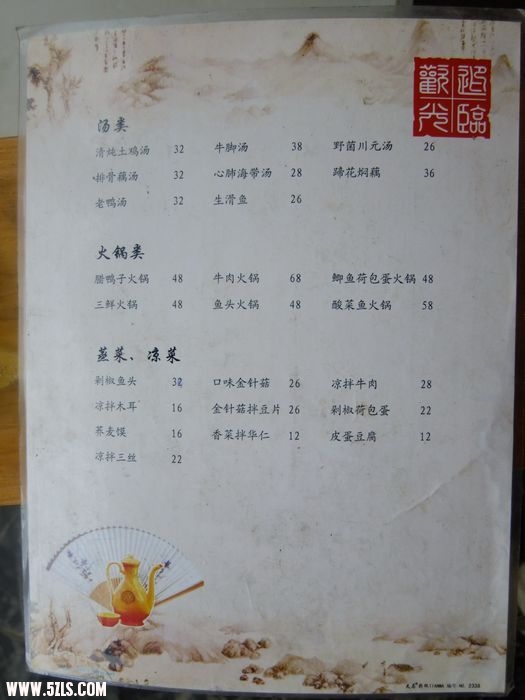 歡迎
光臨
汤类
清炖土鸡汤 32 牛脚汤 38 野菌川元汤 26
排骨藕汤 32 心肺海带汤 28 蹄花焖藕 36
老鸭汤 32 生滑鱼 26
火锅类
腊鸭子火锅 48 牛肉火锅 68 鲫鱼荷包蛋火锅 48
三鲜火锅 48 鱼头火锅 48 酸菜鱼火锅 58
蒸菜、凉菜
剁椒鱼头 32 口味金针菇 26 凉拌牛肉 28
凉拌木耳 16 金针菇拌豆片 26 剁椒荷包蛋 22
荞麦馍 16 香菜拌华仁 12 皮蛋豆腐 12
凉拌三丝 22
WWW.5ZLS.COM
NO. 2338